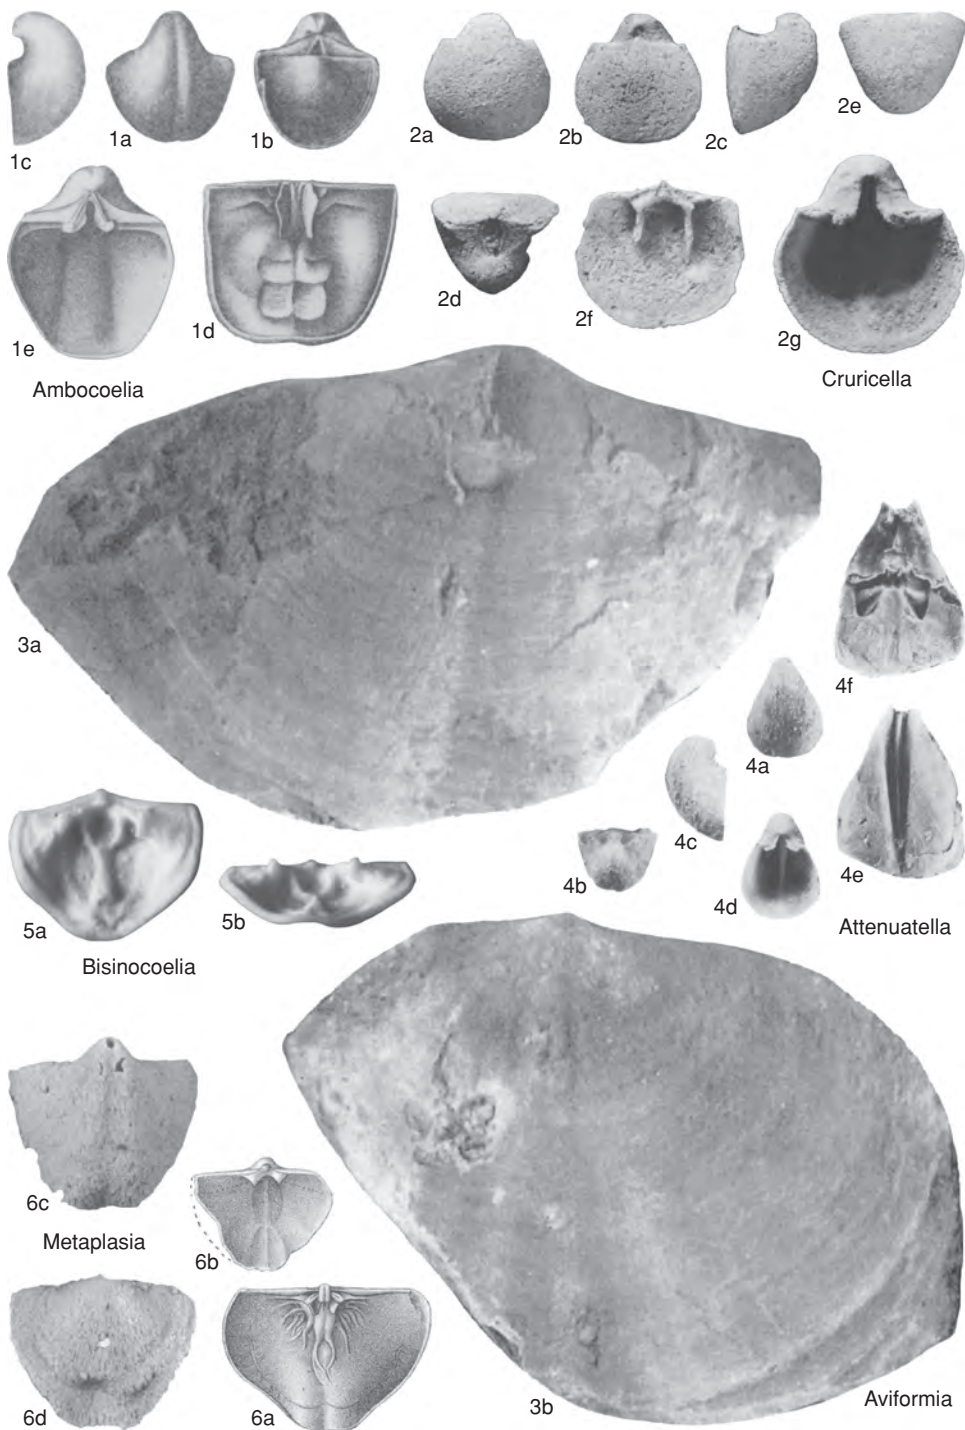 1c
1a
1b
2a
2b
2c
2e
1e
1d
2d
2f
2g
Ambocoelia
Cruricella
3a
4f
4a
4c
4b
4d
4e
5a
5b
Attenuatella
Bisinocoelia
6c
Metaplasia
6b
6d
6a
3b
Aviformia